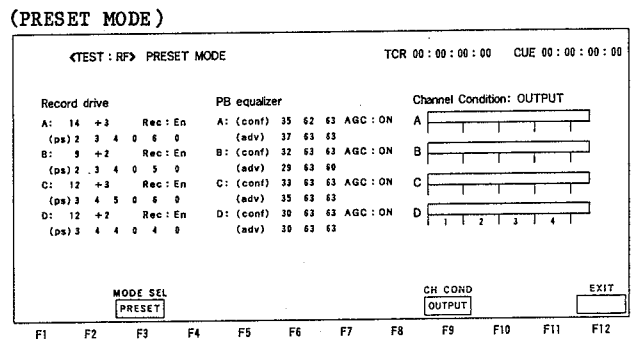 (PRESET MODE)
<TEST : RF> PRESET MODE TCR 00 : 00 : 00 : 00 CUE 00 : 00 : 00 : 00
Record drive PB equalizer Channel Condition: OUTPUT
A: 14 +3 Rec : En A: (conf) 35 62 63 AGC : ON A
(ps) 2 3 4 0 6 0 (adv) 37 63 63
B: 9 +2 Rec : En B: (conf) 32 63 63 AGC : ON B
(ps) 2 3 4 0 5 0 (adv) 29 63 60
C: 12 +3 Rec : En C: (conf) 33 63 63 AGC : ON C
(ps) 3 4 5 0 6 0 (adv) 35 63 63
D: 12 +2 Rec : En D: (conf) 30 63 63 AGC : ON D
(ps) 3 4 4 0 4 0 (adv) 30 63 63 1 2 3 4
MODE SEL CH COND EXIT
PRESET OUTPUT
F1 F2 F3 F4 F5 F6 F7 F8 F9 F10 F11 F12